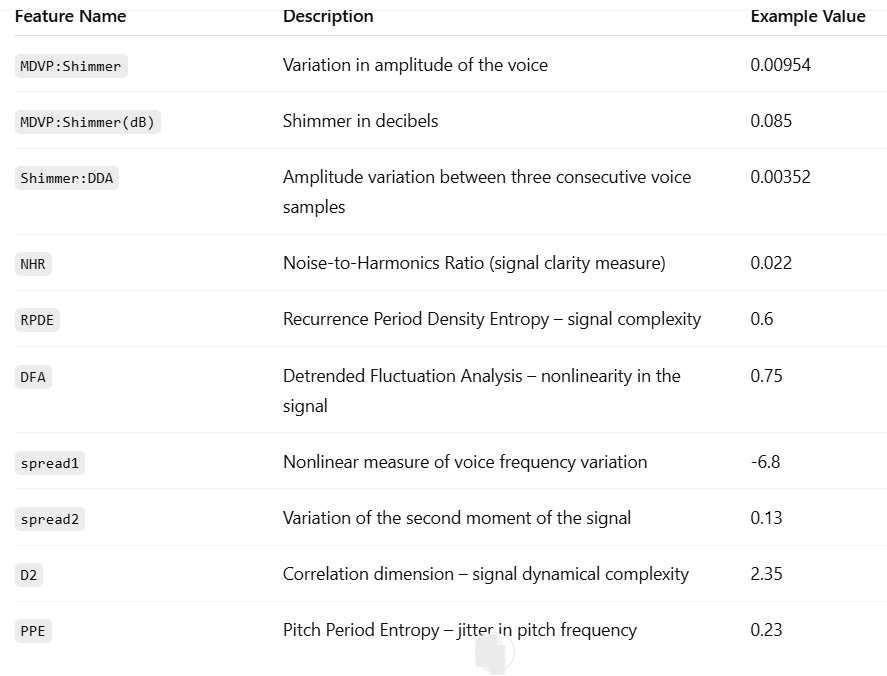 Feature Name Description Example Value
MDVP:Shimmer Variation in amplitude of the voice 0.00954
MDVP:Shimmer(dB) Shimmer in decibels 0.085
Shimmer:DDA Amplitude variation between three consecutive voice 0.00352
samples
NHR Noise-to-Harmonics Ratio (signal clarity measure) 0.022
RPDE Recurrence Period Density Entropy – signal complexity 0.6
DFA Detrended Fluctuation Analysis – nonlinearity in the 0.75
signal
spread1 Nonlinear measure of voice frequency variation -6.8
spread2 Variation of the second moment of the signal 0.13
D2 Correlation dimension – signal dynamical complexity 2.35
PPE Pitch Period Entropy – jitter in pitch frequency 0.23